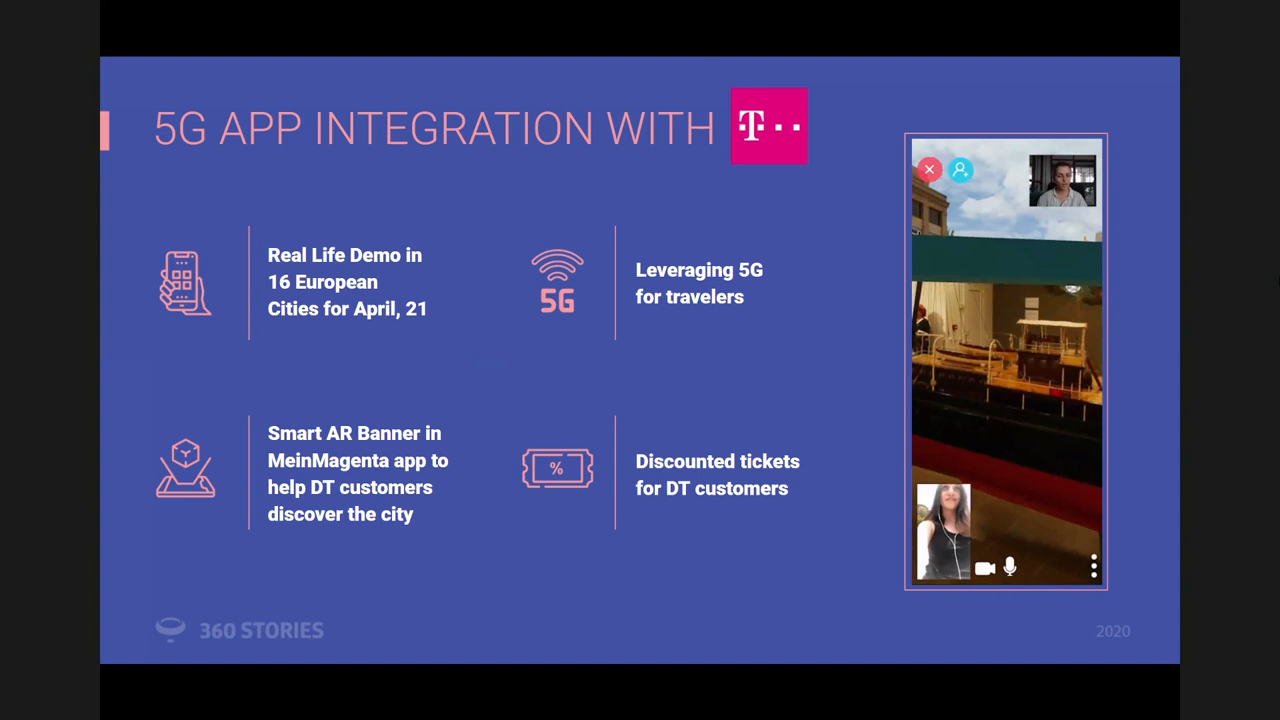 5G APP INTEGRATION WITH T
Real Life Demo in
16 European
Cities for April, 21
5G
Leveraging 5G
for travelers
Smart AR Banner in
MeinMagenta app to
help DT customers
discover the city
%
Discounted tickets
for DT customers
360 STORIES
2020